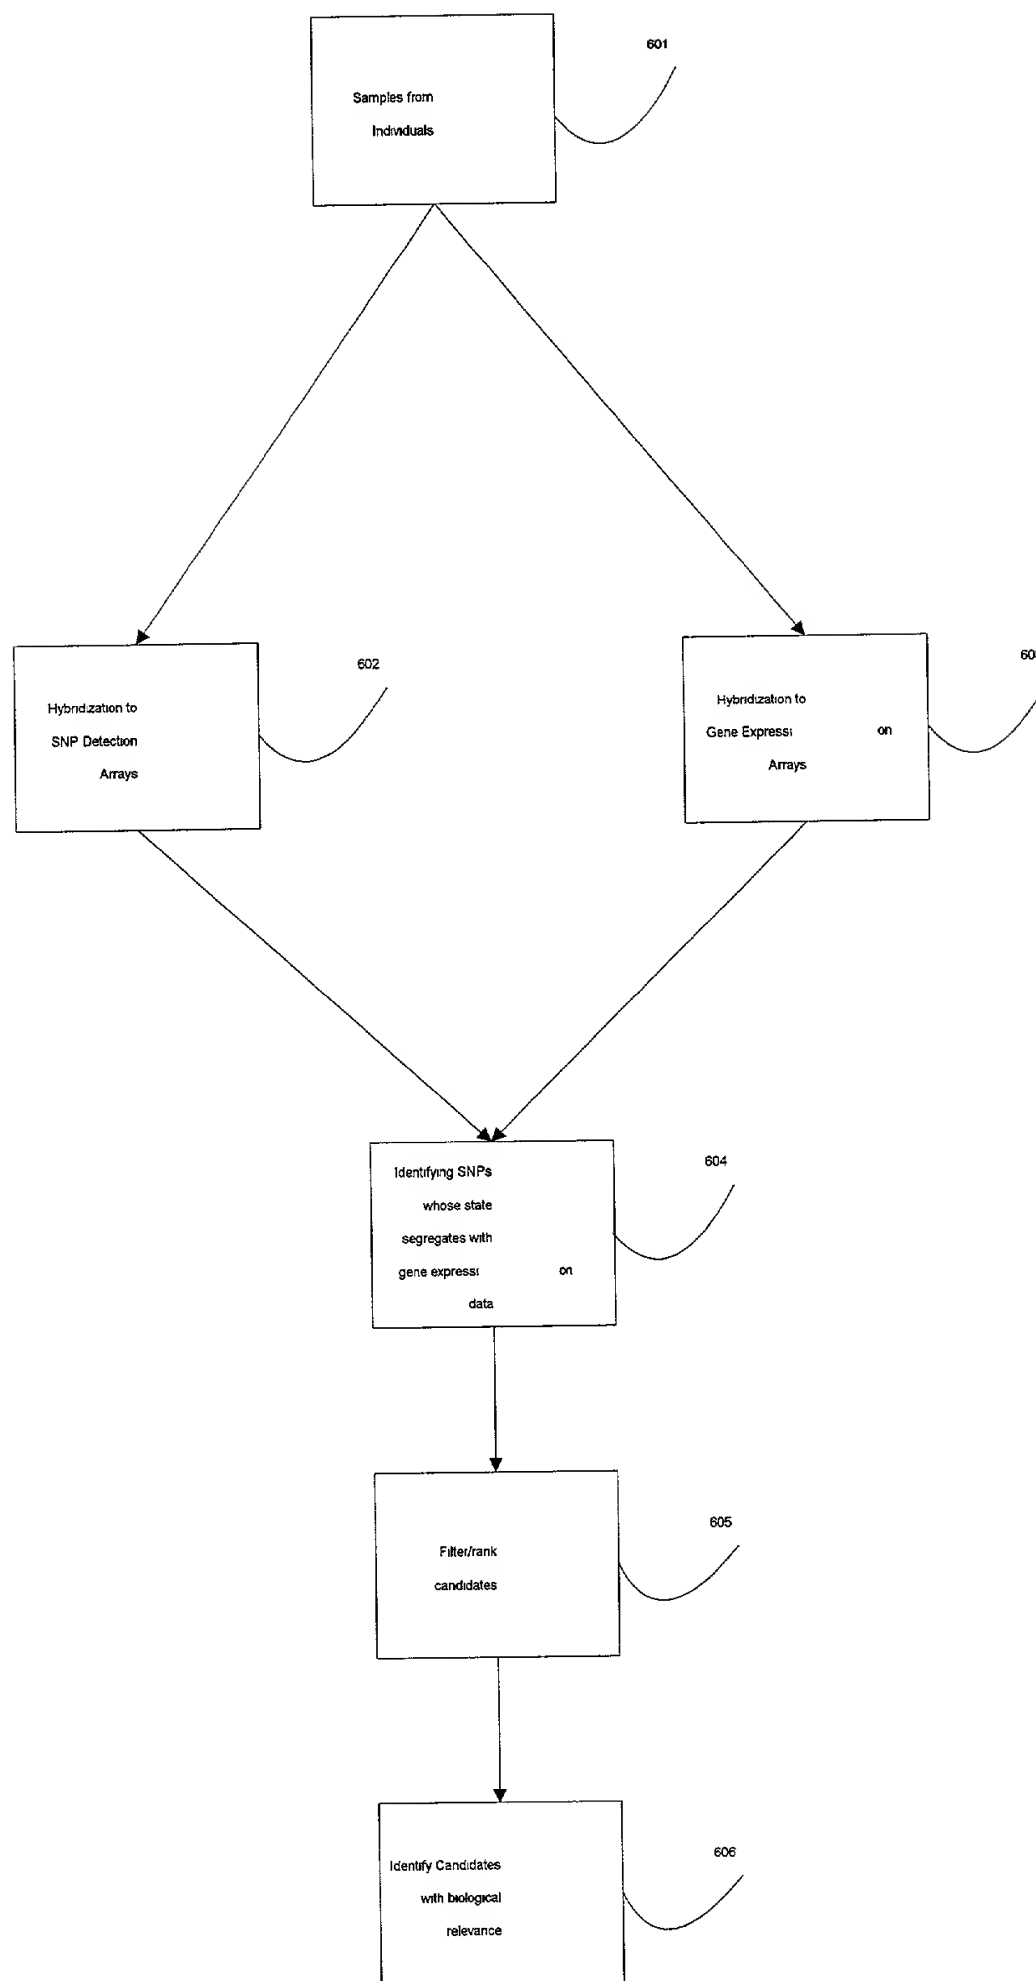 601
Samples from
Individuals
602
Hybridization to
SNP Detection
Arrays
Hybridization to
Gene Expressi on
Arrays
604
Identifying SNPs
whose state
segregates with
gene expressi on
data
605
Filter/rank
candidates
606
Identify Candidates
with biological
relevance